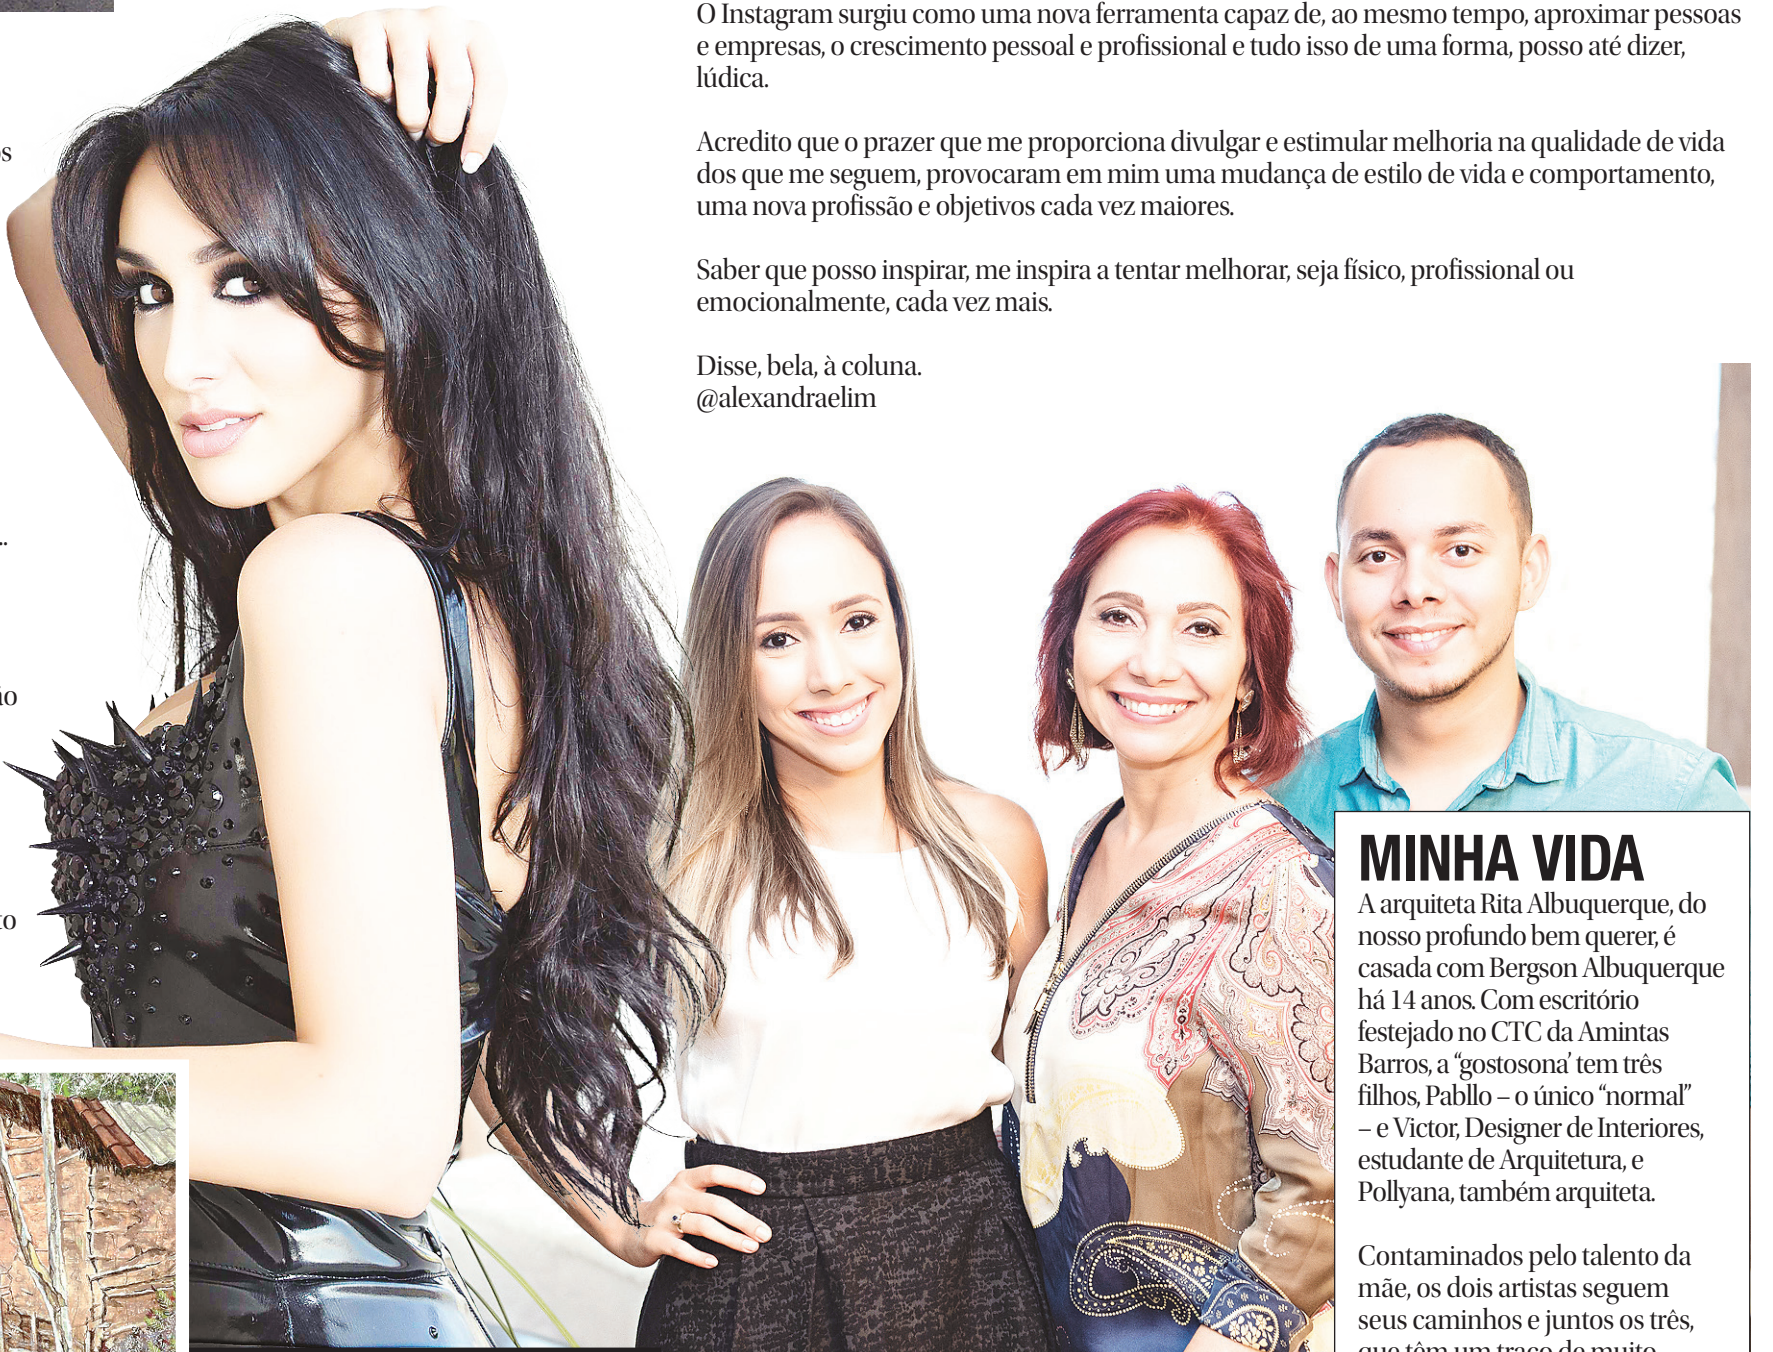 O Instagram surgiu como uma nova ferramenta capaz de, ao mesmo tempo, aproximar pessoas
e empresas, o crescimento pessoal e profissional e tudo isso de uma forma, posso até dizer,
lúdica.
Acredito que o prazer que me proporciona divulgar e estimular melhoria na qualidade de vida
dos que me seguem, provocaram em mim uma mudança de estilo de vida e comportamento,
uma nova profissão e objetivos cada vez maiores.
Saber que posso inspirar, me inspira a tentar melhorar, seja físico, profissional ou
emocionalmente, cada vez mais.
Disse, bela, à coluna.
@alexandraelim
MINHA VIDA
A arquiteta Rita Albuquerque, do
nosso profundo bem querer, é
casada com Bergson Albuquerque
há 14 anos. Com escritório
festejado no CTC da Amintas
Barros, a “gostosona’ tem três
filhos, Pabllo – o único “normal”
– e Victor, Designer de Interiores,
estudante de Arquitetura, e
Pollyana, também arquiteta.
Contaminados pelo talento da
mãe, os dois artistas seguem
seus caminhos e juntos os três,
que têm um traço de muito